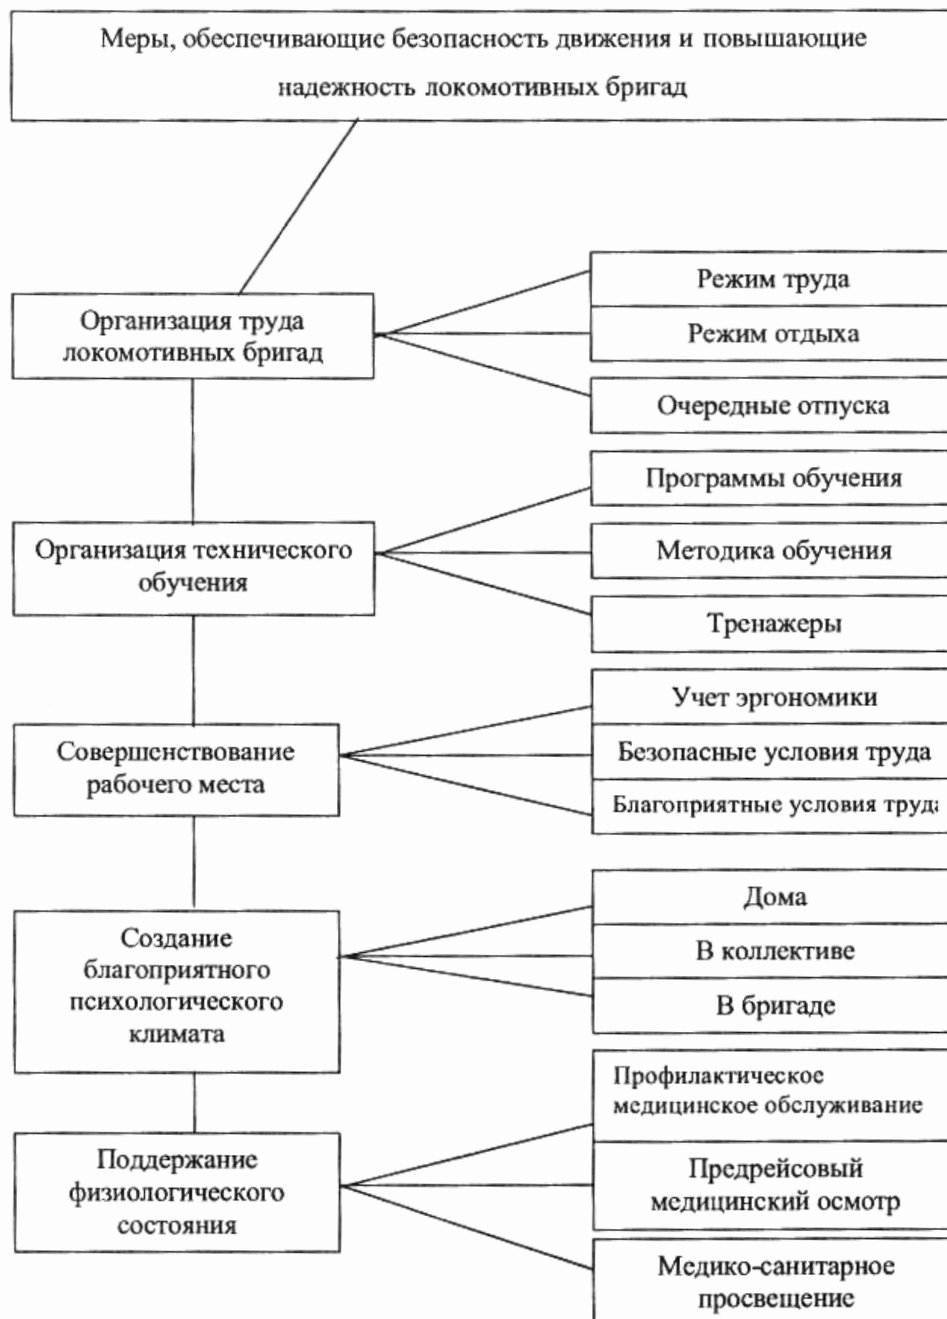 Меры, обеспечивающие безопасность движения и повышающие
надежность локомотивных бригад
Организация труда
локомотивных бригад
Режим труда
Режим отдыха
Очередные отпуска
Организация технического
обучения
Программы обучения
Методика обучения
Тренажеры
Совершенствование
рабочего места
Учет эргономики
Безопасные условия труда
Благоприятные условия труда
Создание
благоприятного
психологического
климата
Дома
В коллективе
В бригаде
Поддержание
физиологического
состояния
Профилактическое
медицинское обслуживание
Предрейсовый
медицинский осмотр
Медико-санитарное
просвещение